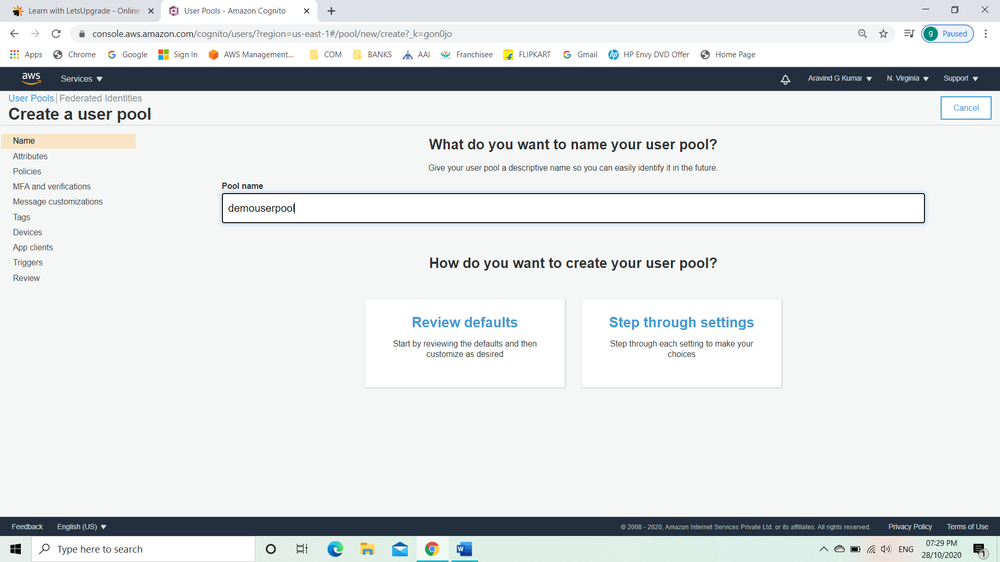 Learn with LetsUpgrade - Online
User Pools - Amazon Cognito
console.aws.amazon.com/cognito/users/?region=us-east-1#/pool/new/create?_k=gon0jo
g Paused
Apps Chrome Google Sign In AWS Management... COM BANKS AAI Franchisee FLIPKART Gmail HP Envy DVD Offer Home Page
aws Services Aravind G Kumar N. Virginia Support
User Pools Federated Identities
Create a user pool
Cancel
Name
Attributes
Policies
MFA and verifications
Message customizations
Tags
Devices
App clients
Triggers
Review
What do you want to name your user pool?
Give your user pool a descriptive name so you can easily identify it in the future.
Pool name
demouserpool
How do you want to create your user pool?
Review defaults
Start by reviewing the defaults and then
customize as desired
Step through settings
Step through each setting to make your
choices
Feedback English (US) © 2008 - 2020, Amazon Internet Services Private Ltd. or its affiliates. All rights reserved. Privacy Policy Terms of Use
Type here to search
ENG
07:29 PM
28/10/2020
1